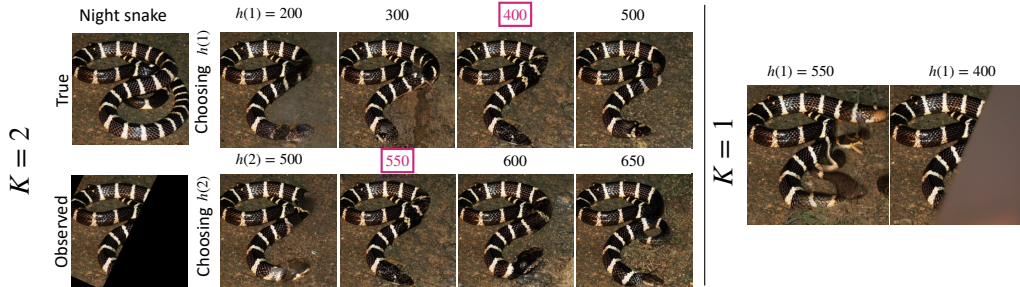 Night snake
h(1) = 200
300
400
500
True
Choosing h(1)
K = 2
h(2) = 500
550
600
650
Observed
Choosing h(2)
K = 1
h(1) = 550
h(1) = 400